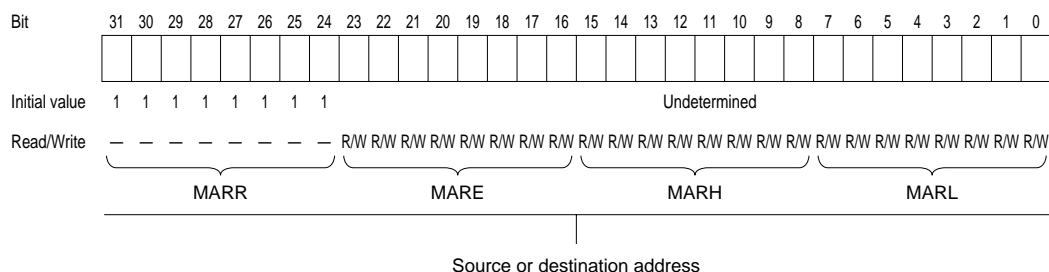 Bit 31 30 29 28 27 26 25 24 23 22 21 20 19 18 17 16 15 14 13 12 11 10 9 8 7 6 5 4 3 2 1 0
Initial value 1 1 1 1 1 1 1 1 Undetermined
Read/Write — — — — — — — — R/W R/W R/W R/W R/W R/W R/W R/W R/W R/W R/W R/W R/W R/W R/W R/W R/W R/W R/W R/W R/W R/W R/W R/W
MARR MARE MARH MARL
Source or destination address